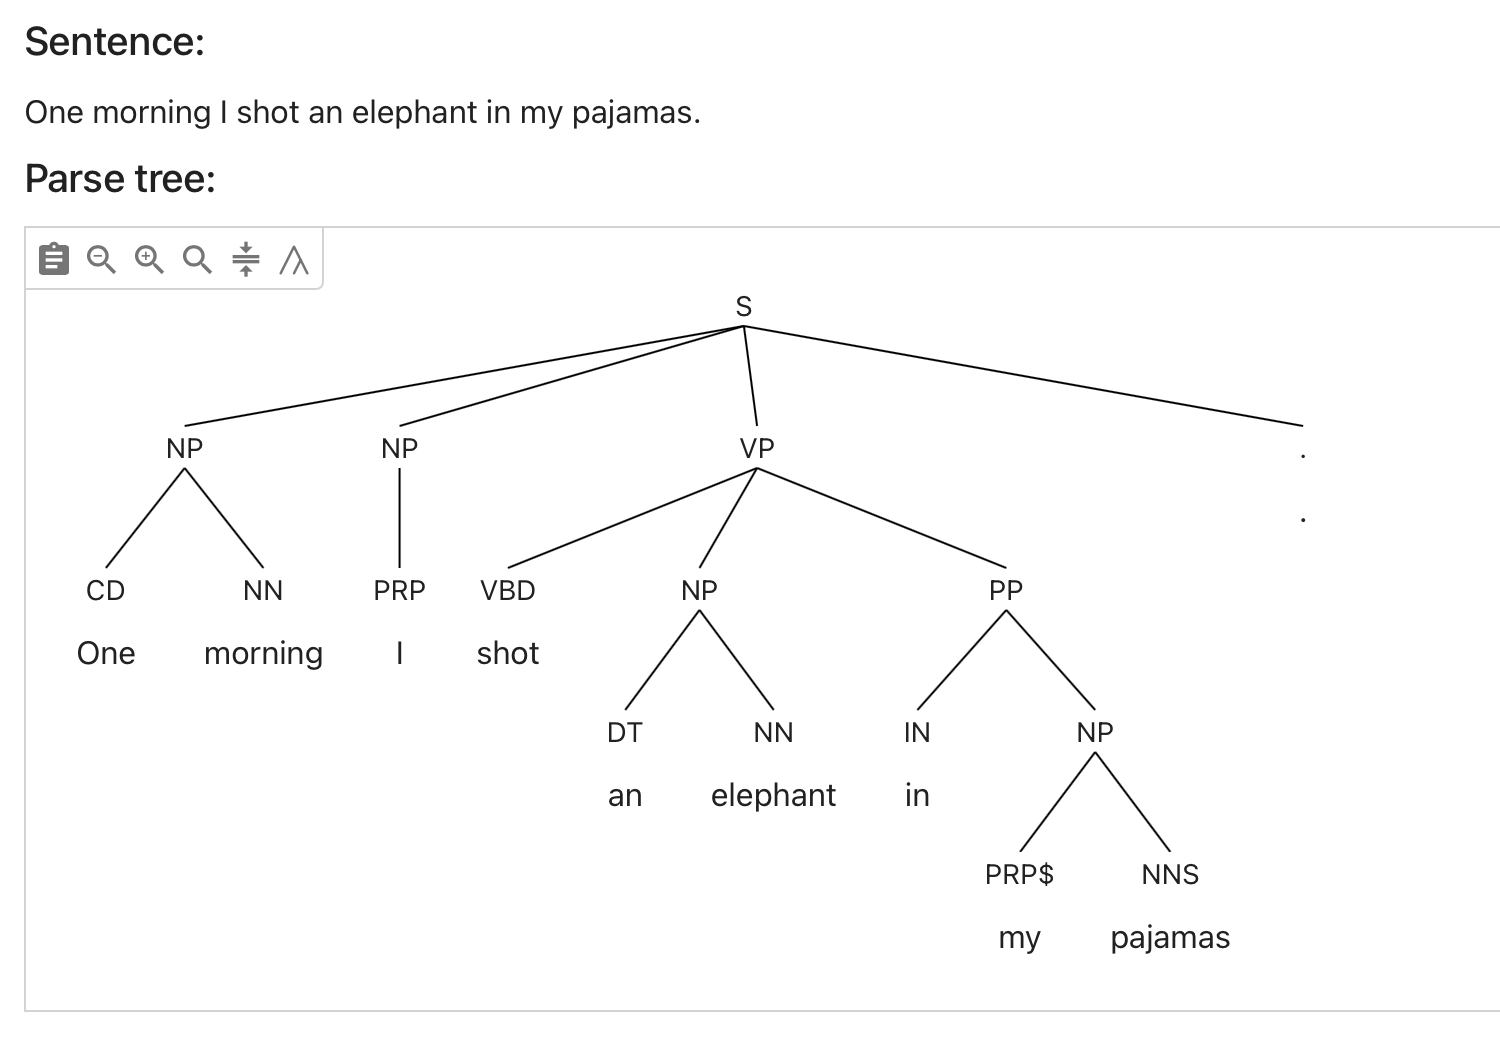 Sentence:
One morning I shot an elephant in my pajamas.
Parse tree:
S
NP NP VP .
.
CD NN PRP VBD NP PP
One morning I shot
DT NN IN NP
an elephant in
PRP$ NNS
my pajamas